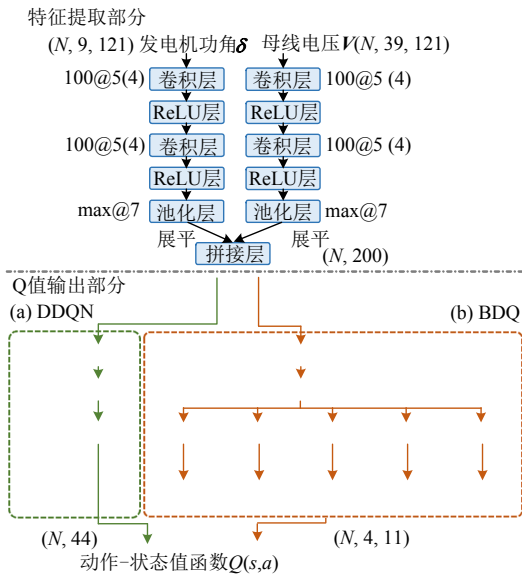 特征提取部分
(N, 9, 121) 发电机功角δ 母线电压V(N, 39, 121)
100@5(4) 卷积层 卷积层 100@5 (4)
ReLU层 ReLU层
100@5(4) 卷积层 卷积层 100@5 (4)
ReLU层 ReLU层
max@7 池化层 池化层 max@7
展平 展平
拼接层 (N, 200)
Q值输出部分
(a) DDQN (b) BDQ
(N, 44) (N, 4, 11)
动作−状态值函数Q(s,a)